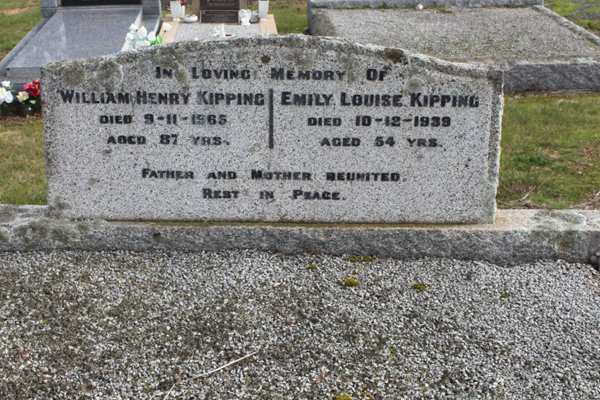 In Loving Memory Of
William Henry Kipping
died 9-11-1965
aged 87 yrs.
Emily Louise Kipping
died 10-12-1939
aged 54 yrs.
Father and Mother reunited.
Rest in Peace.